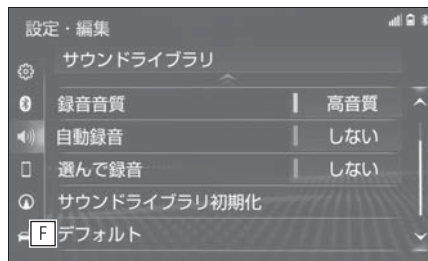 設定・編集
サウンドライブラリ
録音音質 高音質
自動録音 しない
選んで録音 しない
サウンドライブラリ初期化
F デフォルト